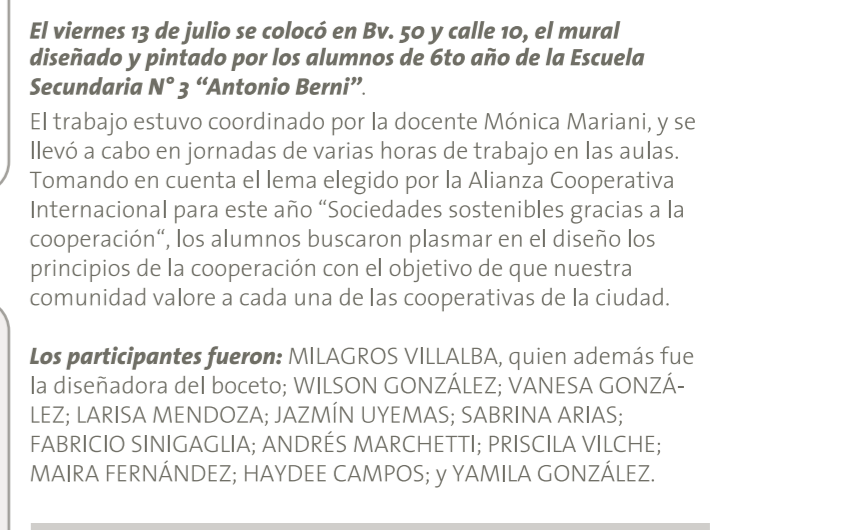 El viernes 13 de julio se colocó en Bv. 50 y calle 10, el mural
diseñado y pintado por los alumnos de 6to año de la Escuela
Secundaria N° 3 “Antonio Berni”.
El trabajo estuvo coordinado por la docente Mónica Mariani, y se
llevó a cabo en jornadas de varias horas de trabajo en las aulas.
Tomando en cuenta el lema elegido por la Alianza Cooperativa
Internacional para este año “Sociedades sostenibles gracias a la
cooperación“, los alumnos buscaron plasmar en el diseño los
principios de la cooperación con el objetivo de que nuestra
comunidad valore a cada una de las cooperativas de la ciudad.
Los participantes fueron: MILAGROS VILLALBA, quien además fue
la diseñadora del boceto; WILSON GONZÁLEZ; VANESA GONZÁ-
LEZ; LARISA MENDOZA; JAZMÍN UYEMAS; SABRINA ARIAS;
FABRICIO SINIGAGLIA; ANDRÉS MARCHETTI; PRISCILA VILCHE;
MAIRA FERNÁNDEZ; HAYDEE CAMPOS; y YAMILA GONZÁLEZ.